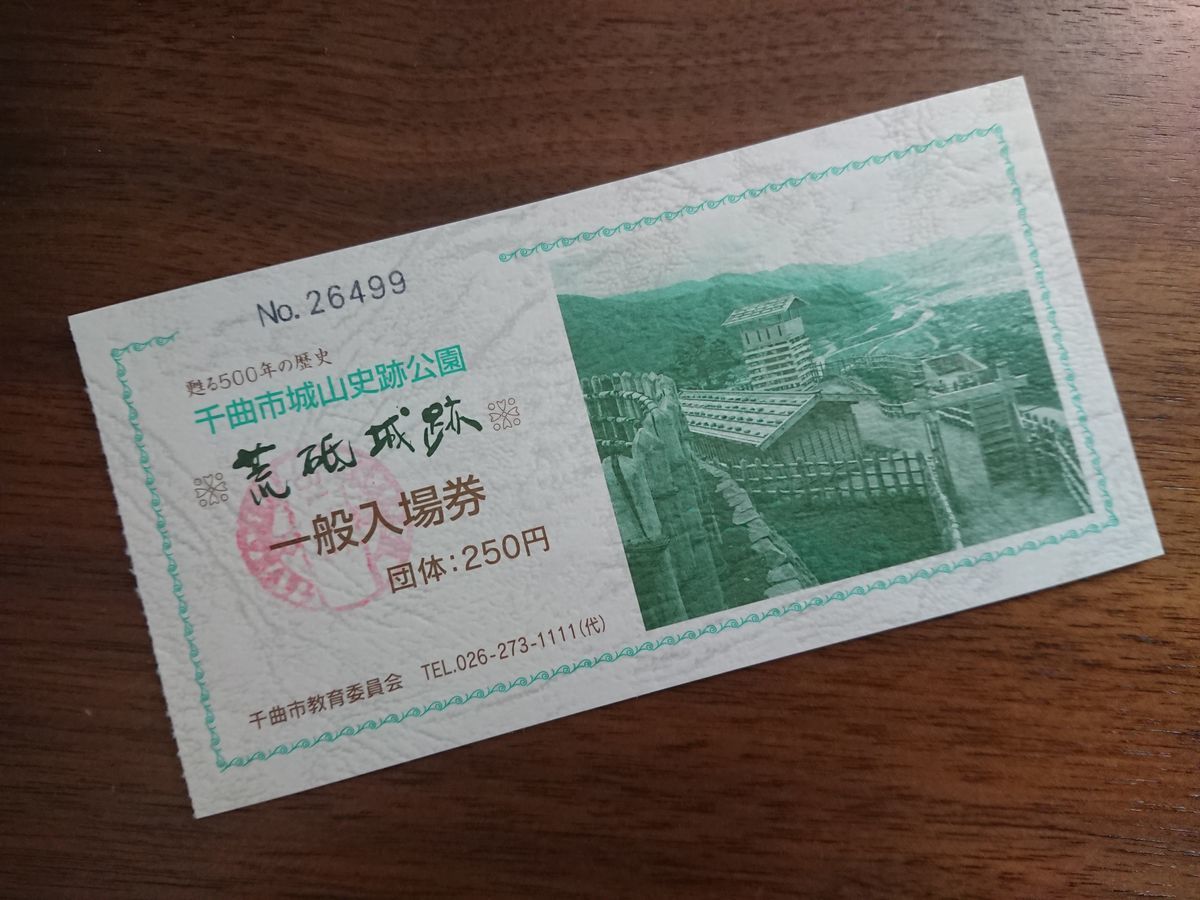 No. 26499
甦る500年の歴史
千曲市城山史跡公園
荒砥城跡
一般入場券
団体：250円
千曲市教育委員会 TEL.026-273-1111(代)